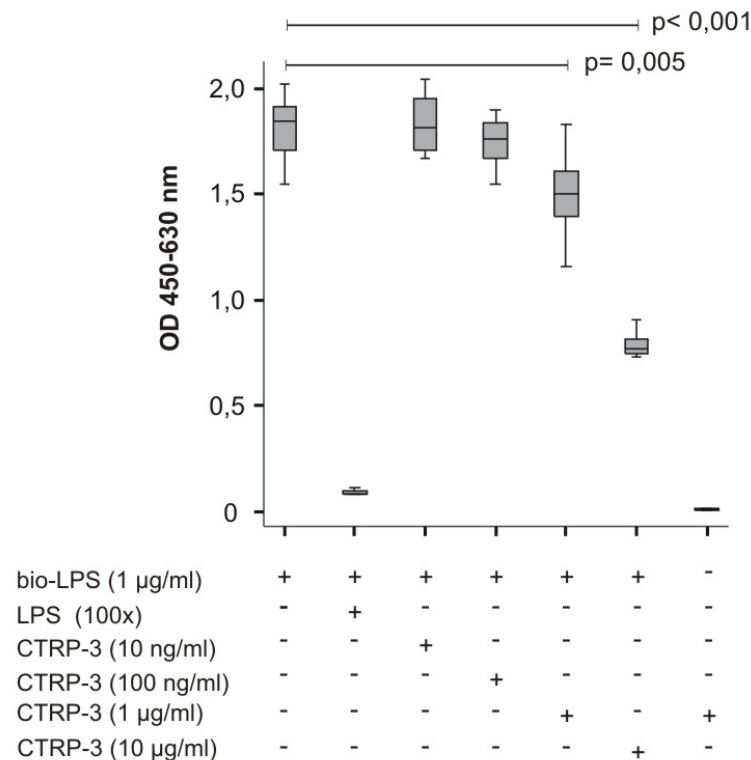 p< 0,001
p= 0,005
2,0
1,5
1,0
0,5
0
OD 450-630 nm
bio-LPS (1 µg/ml) + + + + + + -
LPS (100x) - + - - - - -
CTRP-3 (10 ng/ml) - - + - - - -
CTRP-3 (100 ng/ml) - - - + - - -
CTRP-3 (1 µg/ml) - - - - + - +
CTRP-3 (10 µg/ml) - - - - - + -